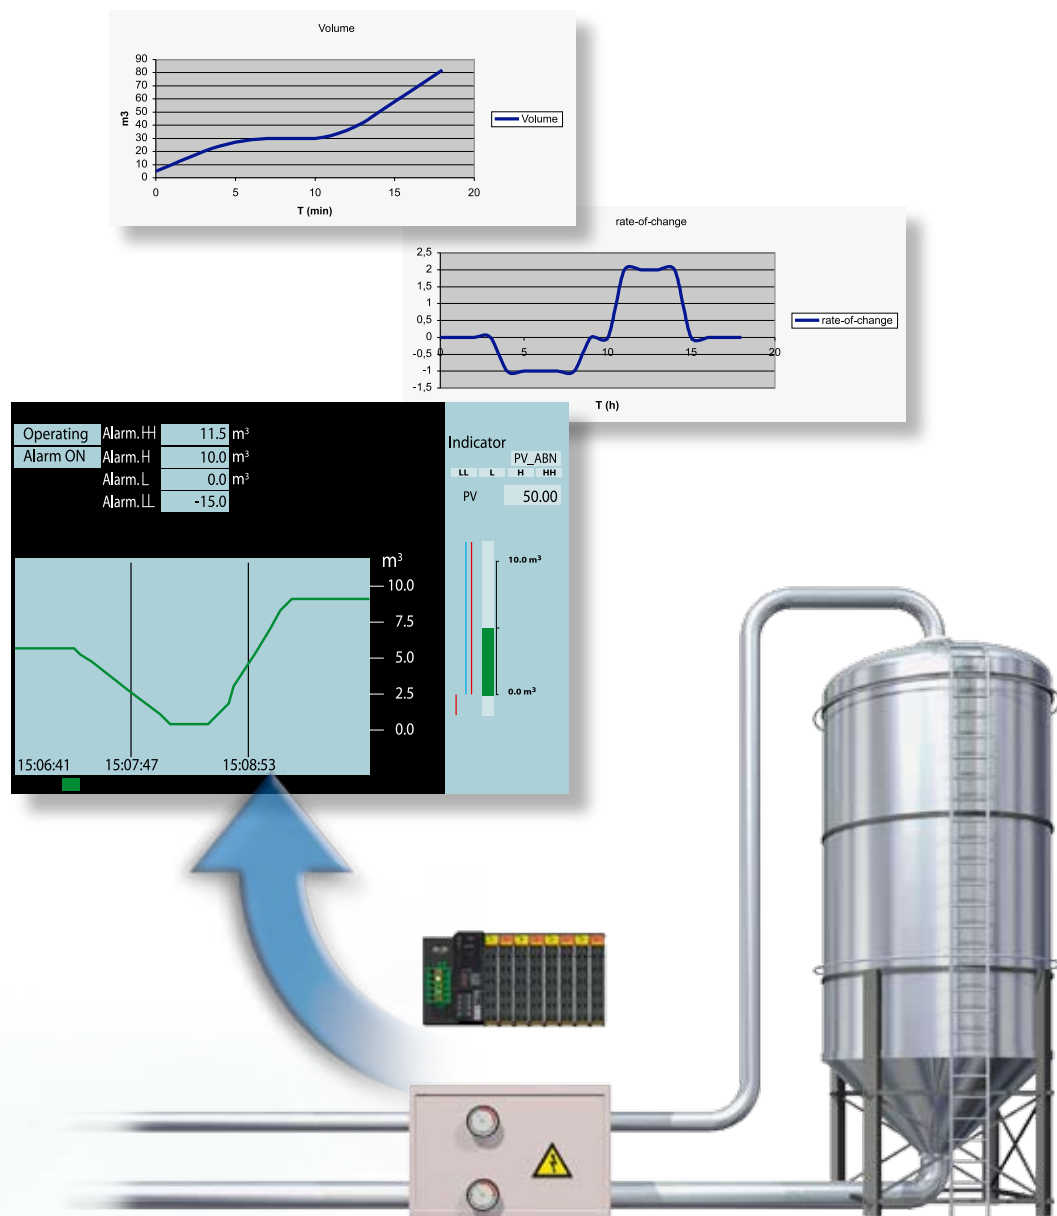 Volume
90
80
70
60
50
40
30
20
10
0
m3
0 5 10 15 20
T (min)
Volume
rate-of-change
2,5
2
1,5
1
0,5
0
-0,5
-1
-1,5
0 5 10 15 20
T (h)
rate-of-change
Operating Alarm.HH 11.5 m³
Alarm ON Alarm.H 10.0 m³
Alarm.L 0.0 m³
Alarm.LL -15.0
m³
10.0
7.5
5.0
2.5
0.0
15:06:41 15:07:47 15:08:53
Indicator
PV_ABN
LL L H HH
PV 50.00
10.0 m³
0.0 m³